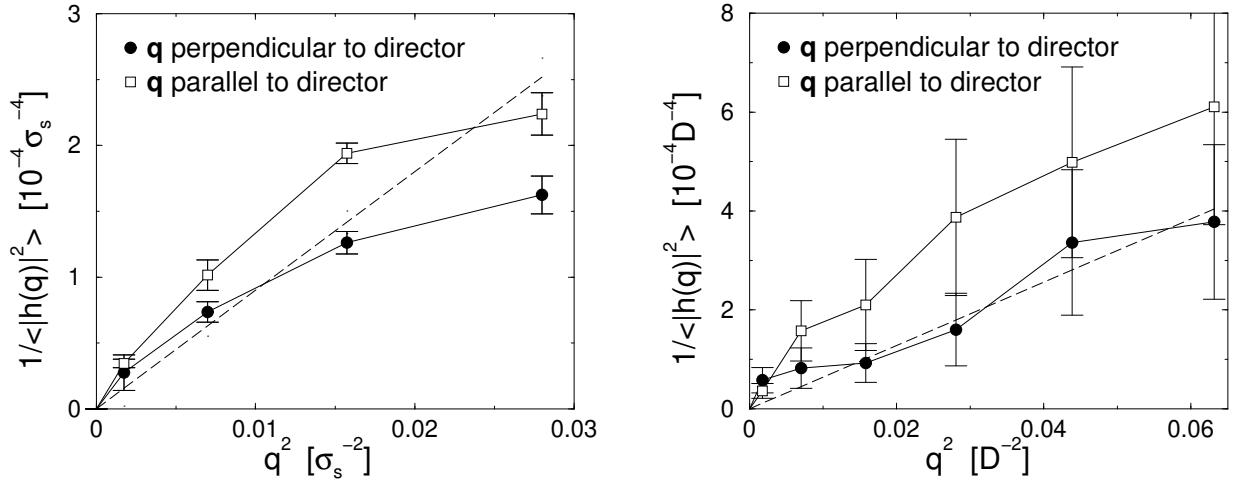 3
2
1
0
1/<|h(q)|²> [10⁻⁴σₛ⁻⁴]
● q perpendicular to director
□ q parallel to director
0 0.01 0.02 0.03
q² [σₛ⁻²]
8
6
4
2
0
1/<|h(q)|²> [10⁻⁴D⁻⁴]
● q perpendicular to director
□ q parallel to director
0 0.02 0.04 0.06
q² [D⁻²]